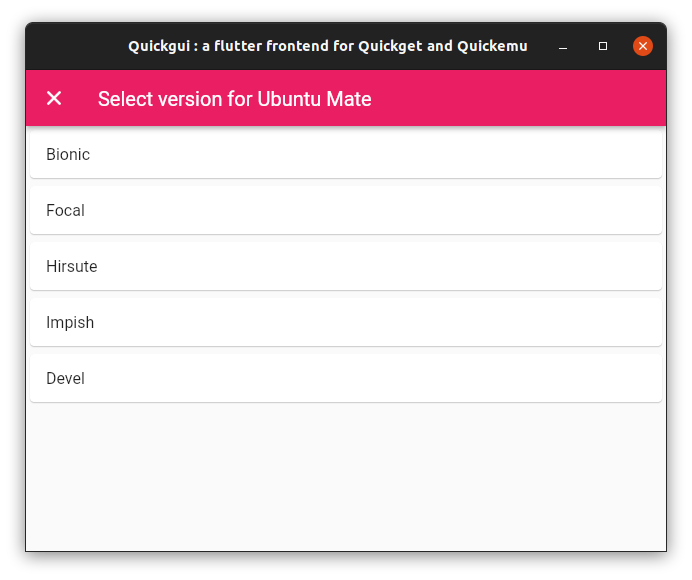 Quickgui : a flutter frontend for Quickget and Quickemu
Select version for Ubuntu Mate
Bionic
Focal
Hirsute
Impish
Devel